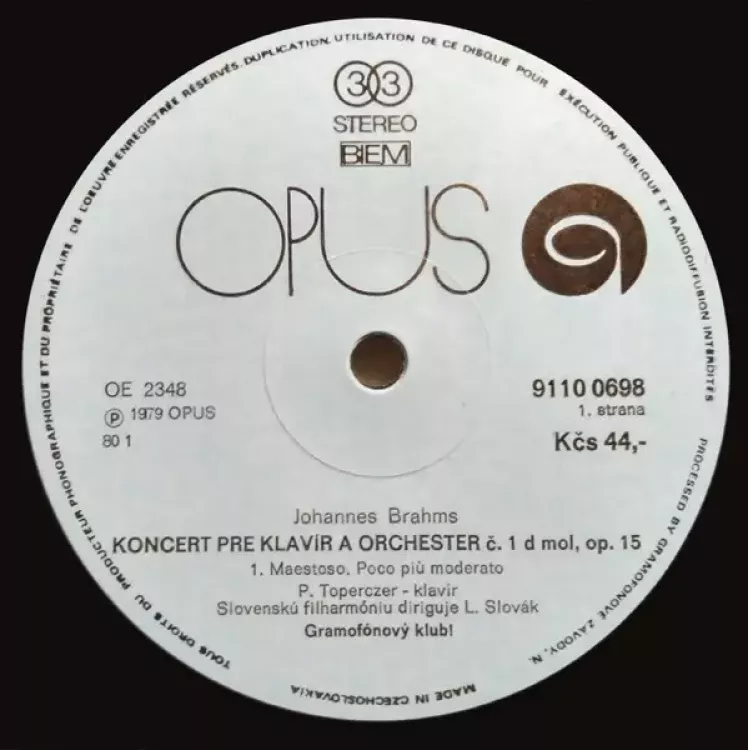 TOUS DROITS DU PRODUCTEUR PHONOGRAPHIQUE ET DU PROPRIÉTAIRE DE L'OEUVRE ENREGISTRÉE RÉSERVÉS. DUPLICATION, UTILISATION DE CE DISQUE POUR EXÉCUTION PUBLIQUE ET RADIODIFFUSION INTERDITES
33
STEREO
BIEM
OPUS
OE 2348
9110 0698
Ⓟ 1979 OPUS
1. strana
80 1
Kčs 44,-
Johannes Brahms
KONCERT PRE KLAVÍR A ORCHESTER č. 1 d mol, op. 15
1. Maestoso. Poco più moderato
P. Toperczer - klavír
Slovenskú filharmóniu diriguje L. Slovák
Gramofónový klub!
PROCESSED BY GRAMOFONOVÉ ZÁVODY, N.
MADE IN CZECHOSLOVAKIA